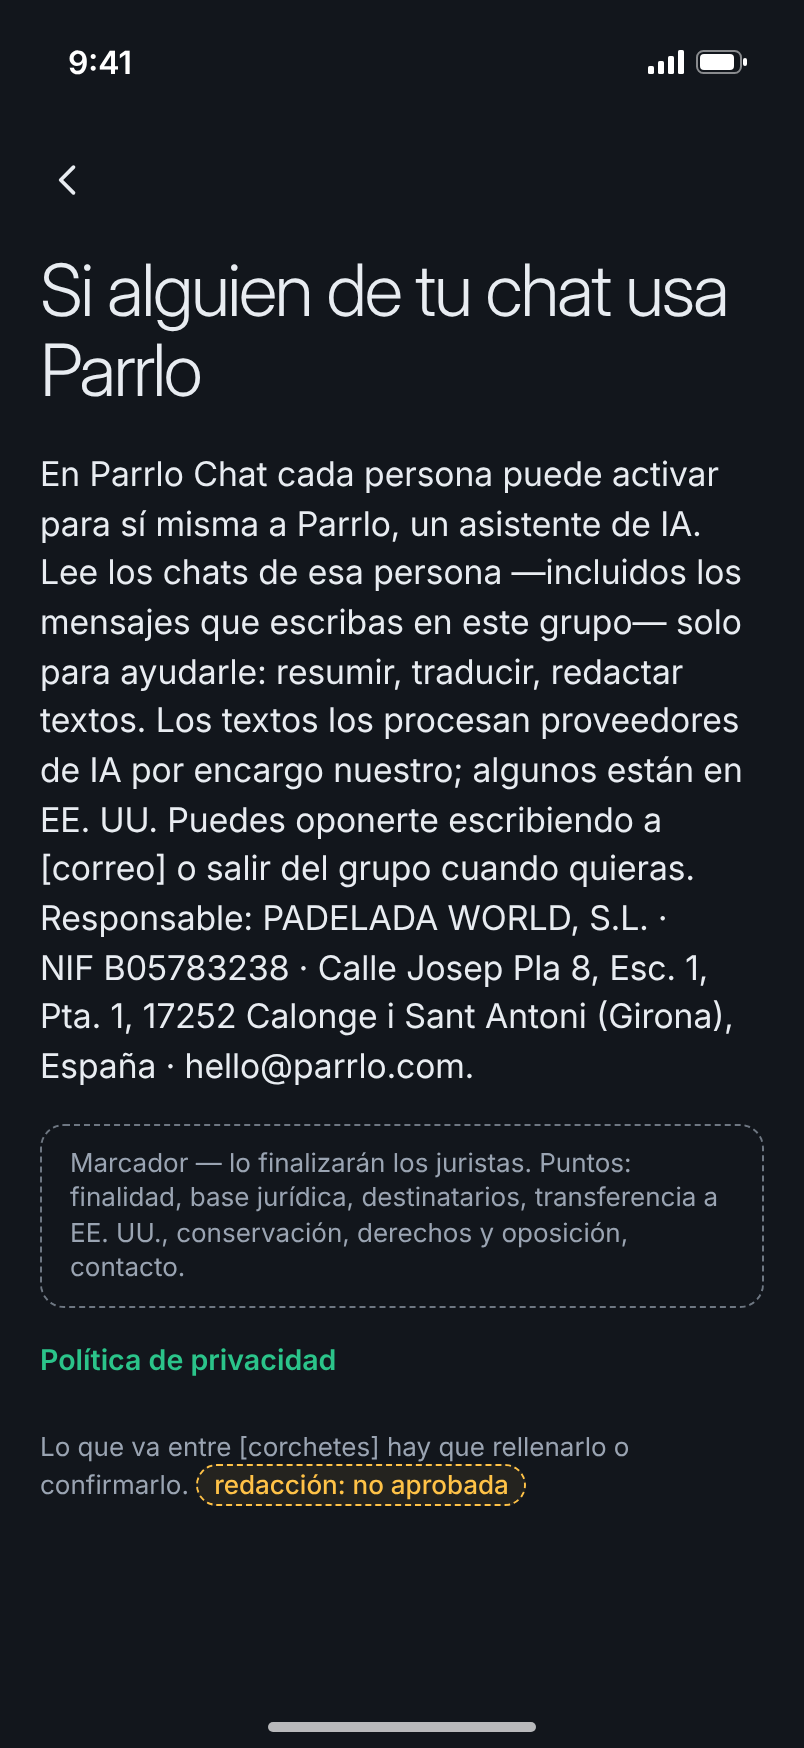 9:41
Si alguien de tu chat usa
Parrlo
En Parrlo Chat cada persona puede activar
para sí misma a Parrlo, un asistente de IA.
Lee los chats de esa persona —incluidos los
mensajes que escribas en este grupo— solo
para ayudarle: resumir, traducir, redactar
textos. Los textos los procesan proveedores
de IA por encargo nuestro; algunos están en
EE. UU. Puedes oponerte escribiendo a
[correo] o salir del grupo cuando quieras.
Responsable: PADELADA WORLD, S.L. ·
NIF B05783238 · Calle Josep Pla 8, Esc. 1,
Pta. 1, 17252 Calonge i Sant Antoni (Girona),
España · hello@parrlo.com.
Marcador — lo finalizarán los juristas. Puntos:
finalidad, base jurídica, destinatarios, transferencia a
EE. UU., conservación, derechos y oposición,
contacto.
Política de privacidad
Lo que va entre [corchetes] hay que rellenarlo o
confirmarlo. redacción: no aprobada